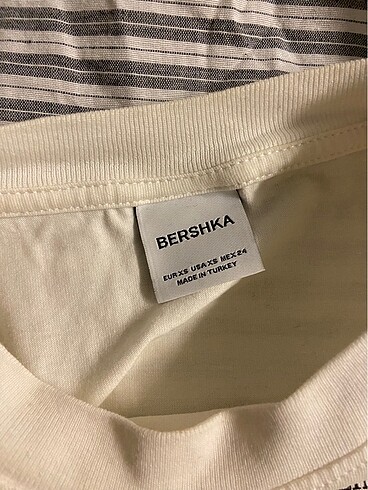 BERSHKA
EUR XS USA XS MEX 24
MADE IN TURKEY